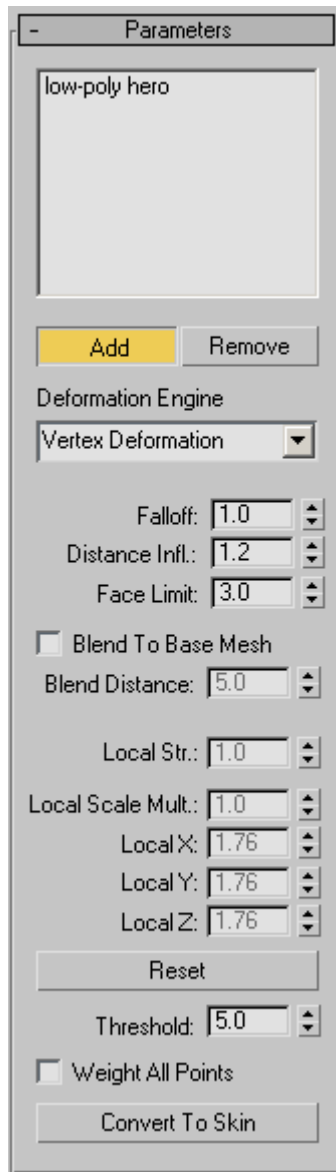 - Parameters
low-poly hero
Add Remove
Deformation Engine
Vertex Deformation
Falloff: 1.0
Distance Infl.: 1.2
Face Limit: 3.0
Blend To Base Mesh
Blend Distance: 5.0
Local Str.: 1.0
Local Scale Mult.: 1.0
Local X: 1.76
Local Y: 1.76
Local Z: 1.76
Reset
Threshold: 5.0
Weight All Points
Convert To Skin